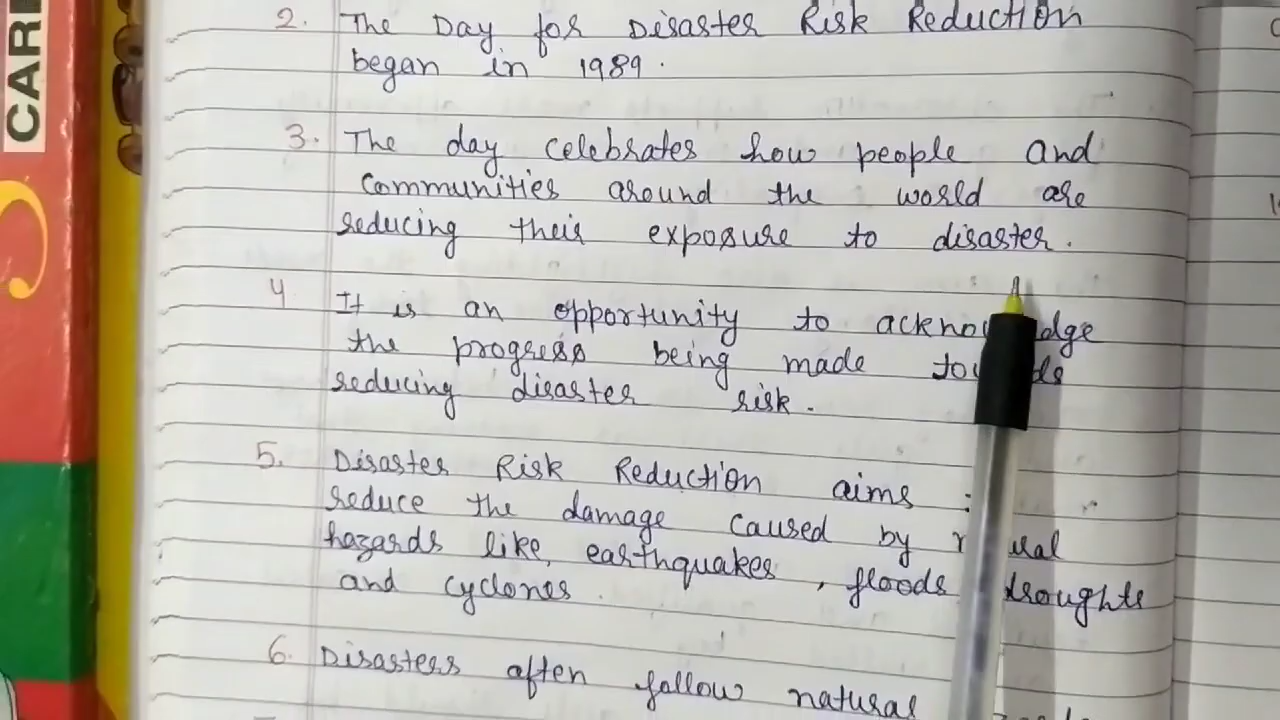 CAR
2. The Day for Disaster Risk Reduction
began in 1989.
3. The day celebrates how people and
communities around the world are
reducing their exposure to disaster.
4 It is an opportunity to
the progress being made
reducing disaster risk.
5. Disaster Risk Reduction aims :
reduce the damage caused by
hazards like, earthquakes, floods droughts
and cyclones.
6. Disasters often follow natural